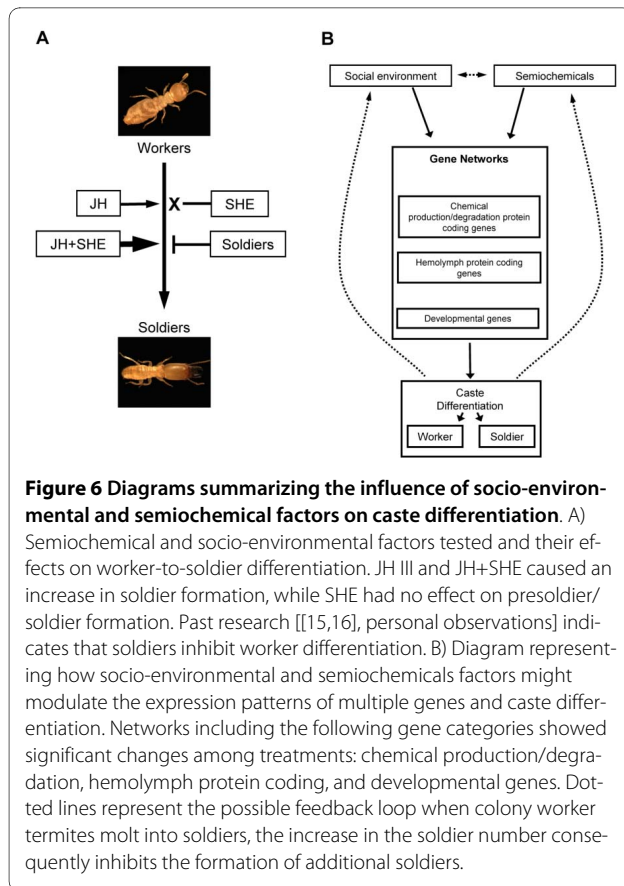 A
Workers
JH
X
SHE
JH+SHE
Soldiers
Soldiers
B
Social environment
Semiochemicals
Gene Networks
Chemical
production/degradation protein
coding genes
Hemolymph protein coding
genes
Developmental genes
Caste
Differentiation
Worker
Soldier
Figure 6 Diagrams summarizing the influence of socio-environ-
mental and semiochemical factors on caste differentiation. A)
Semiochemical and socio-environmental factors tested and their ef-
fects on worker-to-soldier differentiation. JH III and JH+SHE caused an
increase in soldier formation, while SHE had no effect on presoldier/
soldier formation. Past research [[15,16], personal observations] indi-
cates that soldiers inhibit worker differentiation. B) Diagram represent-
ing how socio-environmental and semiochemicals factors might
modulate the expression patterns of multiple genes and caste differ-
entiation. Networks including the following gene categories showed
significant changes among treatments: chemical production/degra-
dation, hemolymph protein coding, and developmental genes. Dot-
ted lines represent the possible feedback loop when colony worker
termites molt into soldiers, the increase in the soldier number conse-
quently inhibits the formation of additional soldiers.